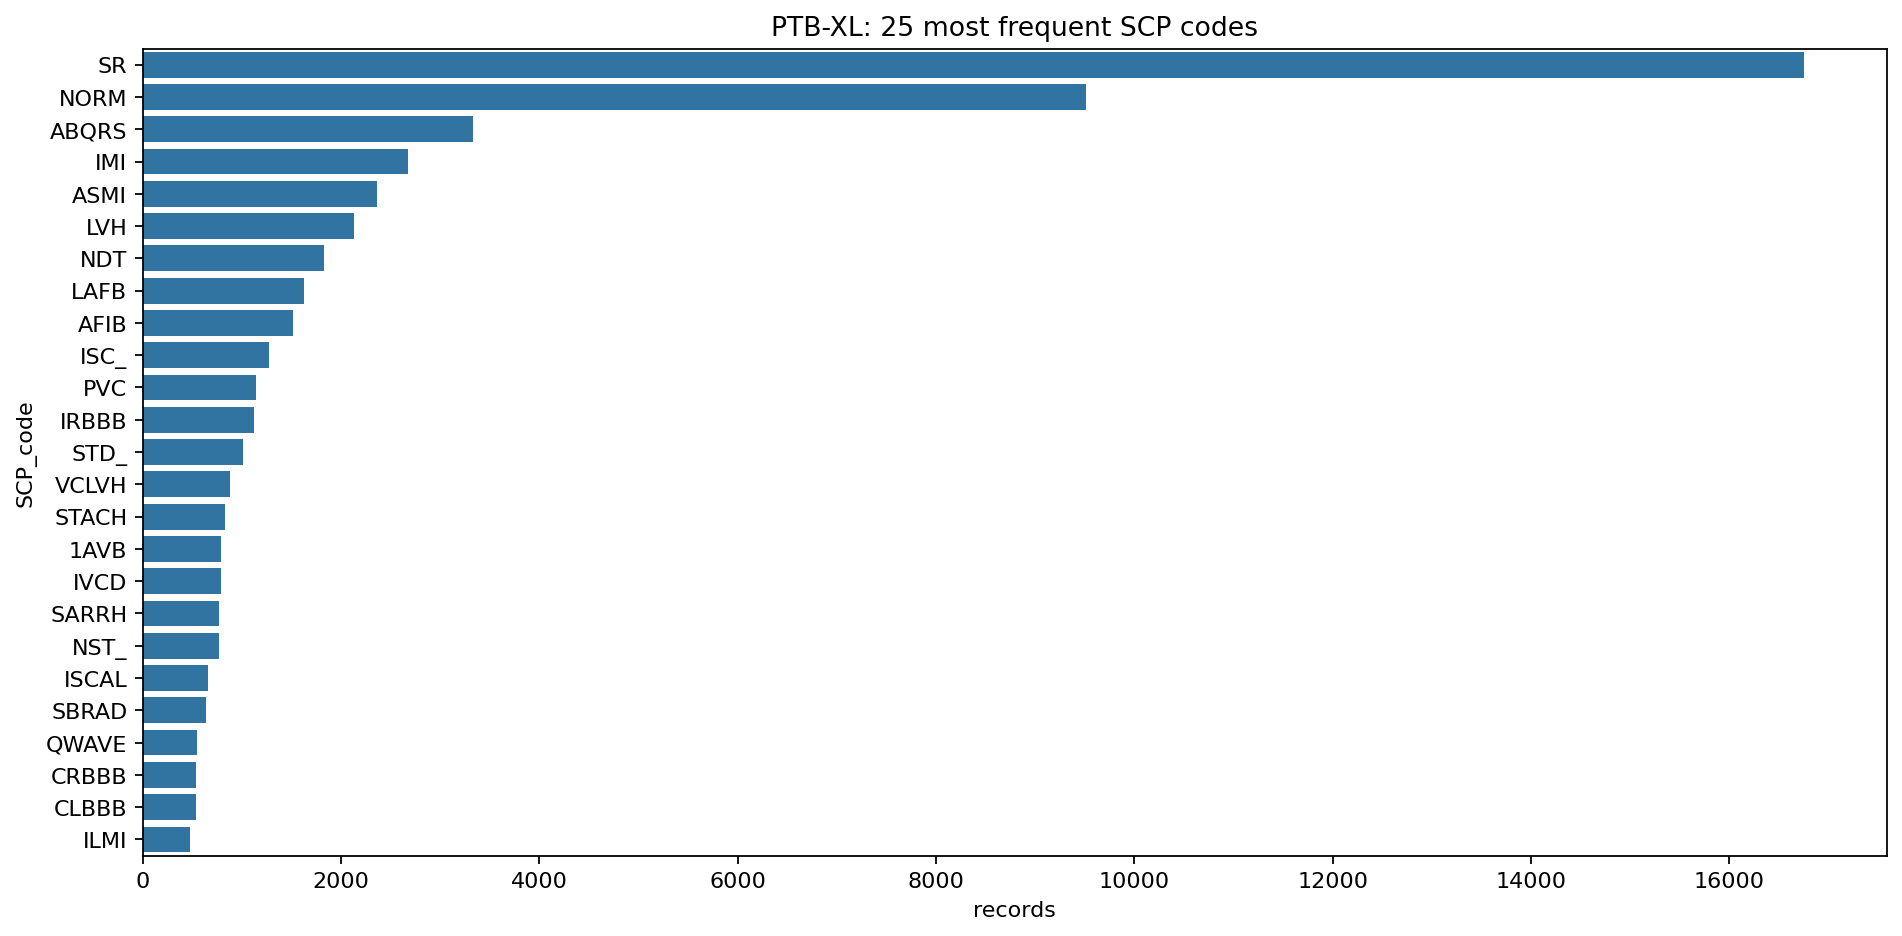 PTB-XL: 25 most frequent SCP codes
SCP_code
SR
NORM
ABQRS
IMI
ASMI
LVH
NDT
LAFB
AFIB
ISC_
PVC
IRBBB
STD_
VCLVH
STACH
1AVB
IVCD
SARRH
NST_
ISCAL
SBRAD
QWAVE
CRBBB
CLBBB
ILMI
0 2000 4000 6000 8000 10000 12000 14000 16000
records